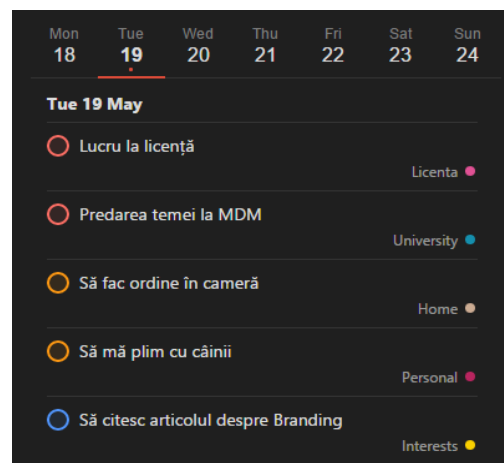 Mon Tue Wed Thu Fri Sat Sun
18 19 20 21 22 23 24
Tue 19 May
Lucru la licență
Licenta
Predarea temei la MDM
University
Să fac ordine în cameră
Home
Să mă plim cu câinii
Personal
Să citesc articolul despre Branding
Interests